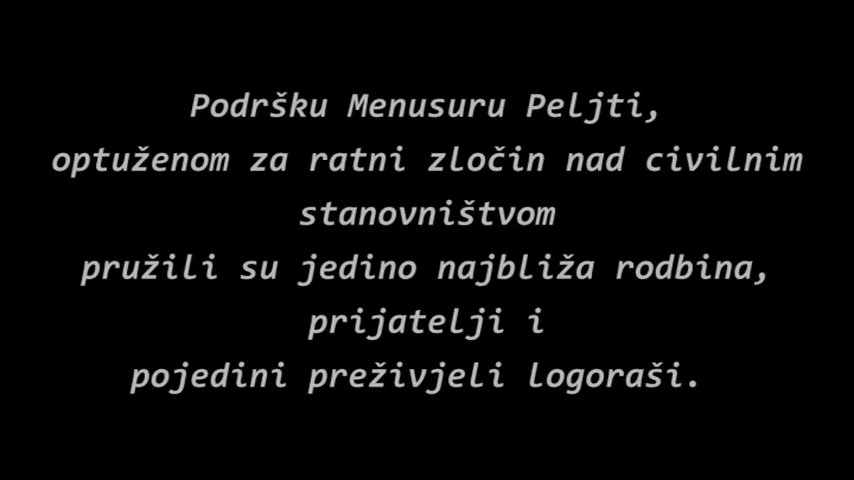 Podršku Menusuru Peljti,
optuženom za ratni zločin nad civilnim
stanovništvom
pružili su jedino najbliža rodbina,
prijatelji i
pojedini preživjeli logoraši.